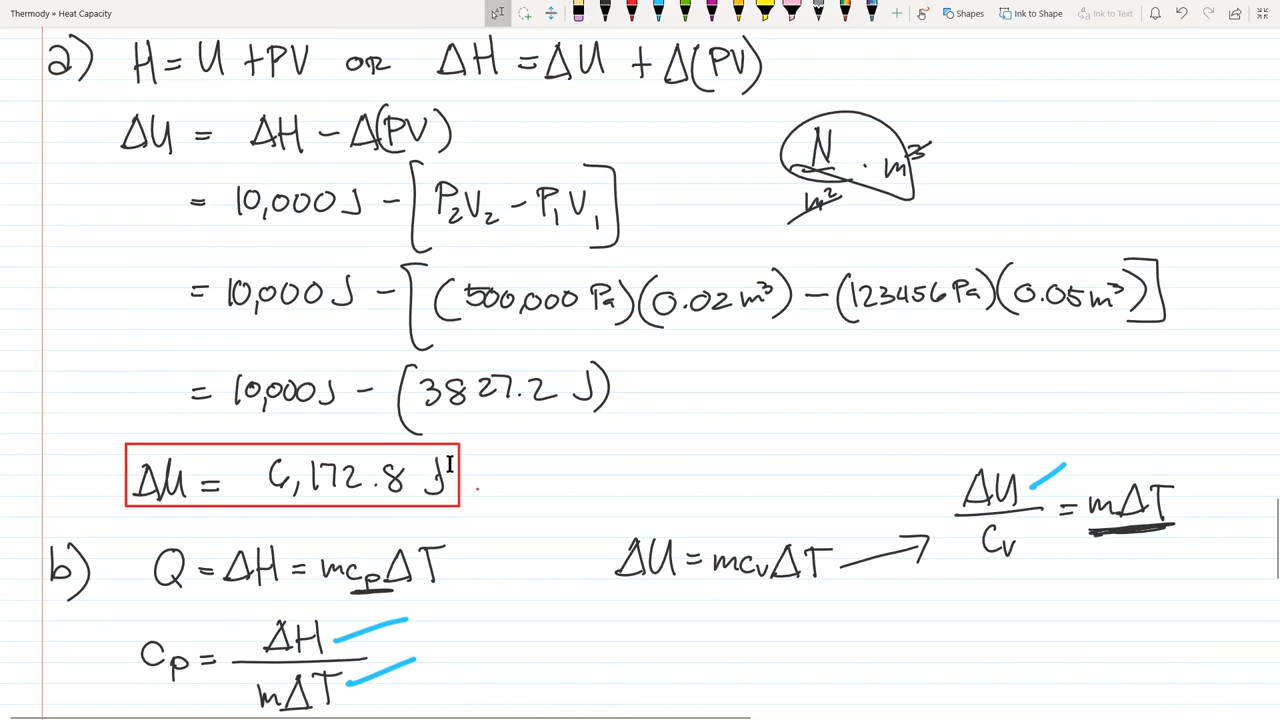 Thermody » Heat Capacity
Shapes Ink to Shape Ink to Text
a) H = U + PV or ΔH = ΔU + Δ(PV)
ΔU = ΔH - Δ(PV)
N/m² · m³
= 10,000 J - [P₂V₂ - P₁V₁]
= 10,000 J - [(500,000 Pa)(0.02 m³) - (123456 Pa)(0.05 m³)]
= 10,000 J - (3827.2 J)
ΔU = 6,172.8 J
b) Q = ΔH = mcₚΔT
ΔU = mcᵥΔT → ΔU/Cᵥ = mΔT
Cₚ = ΔH/mΔT